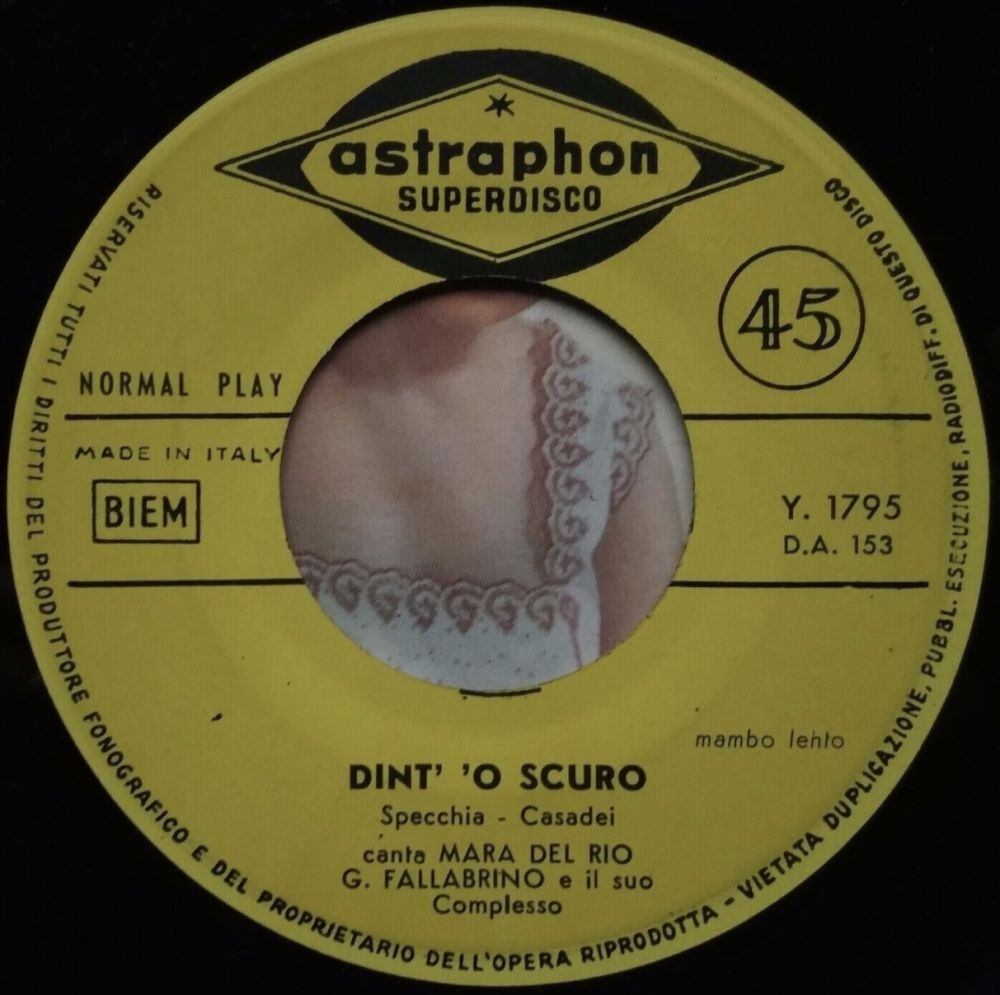 astraphon
SUPERDISCO
45
NORMAL PLAY
MADE IN ITALY
BIEM
Y. 1795
D.A. 153
mambo lehto
DINT' 'O SCURO
Specchia - Casadei
canta MARA DEL RIO
G. FALLABRINO e il suo
Complesso
RISERVATI TUTTI I DIRITTI DEL PRODUTTORE FONOGRAFICO E DEL PROPRIETARIO DELL'OPERA RIPRODOTTA - VIETATA DUPLICAZIONE, PUBBL. ESECUZIONE, RADIODIFF. DI QUESTO DISCO